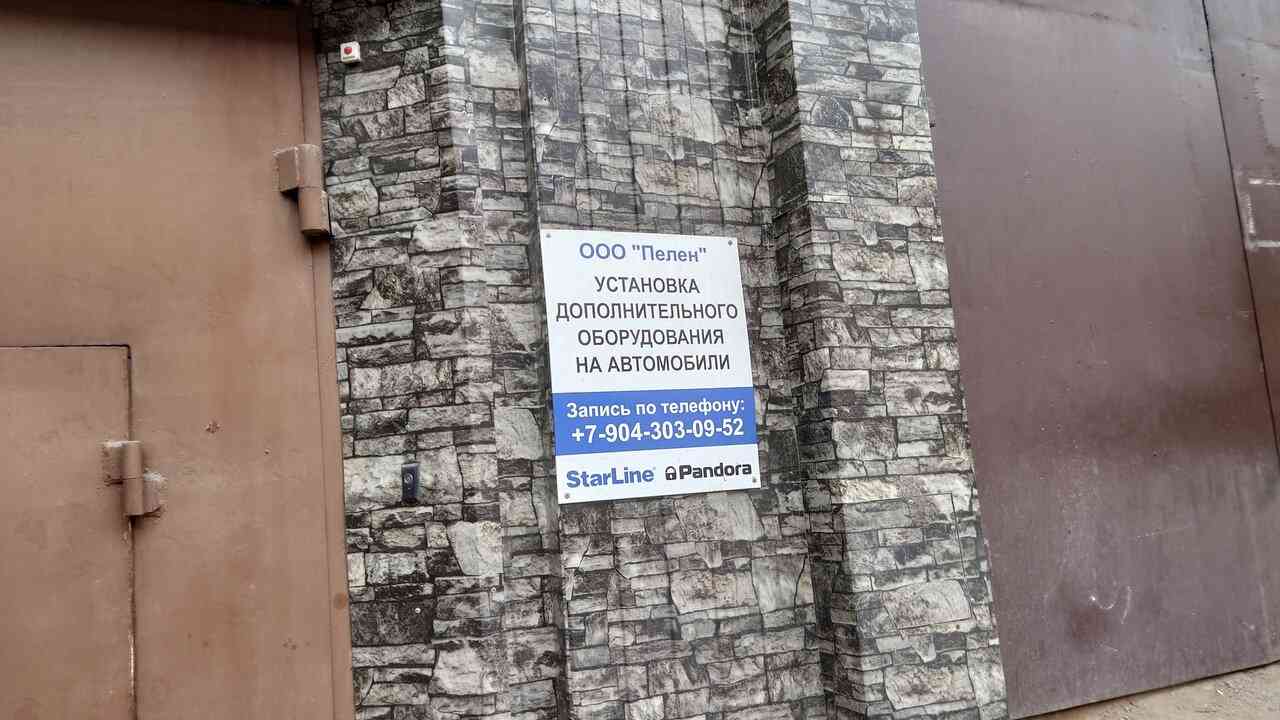 ООО "Пелен"
УСТАНОВКА
ДОПОЛНИТЕЛЬНОГО
ОБОРУДОВАНИЯ
НА АВТОМОБИЛИ
Запись по телефону:
+7-904-303-09-52
StarLine Pandora